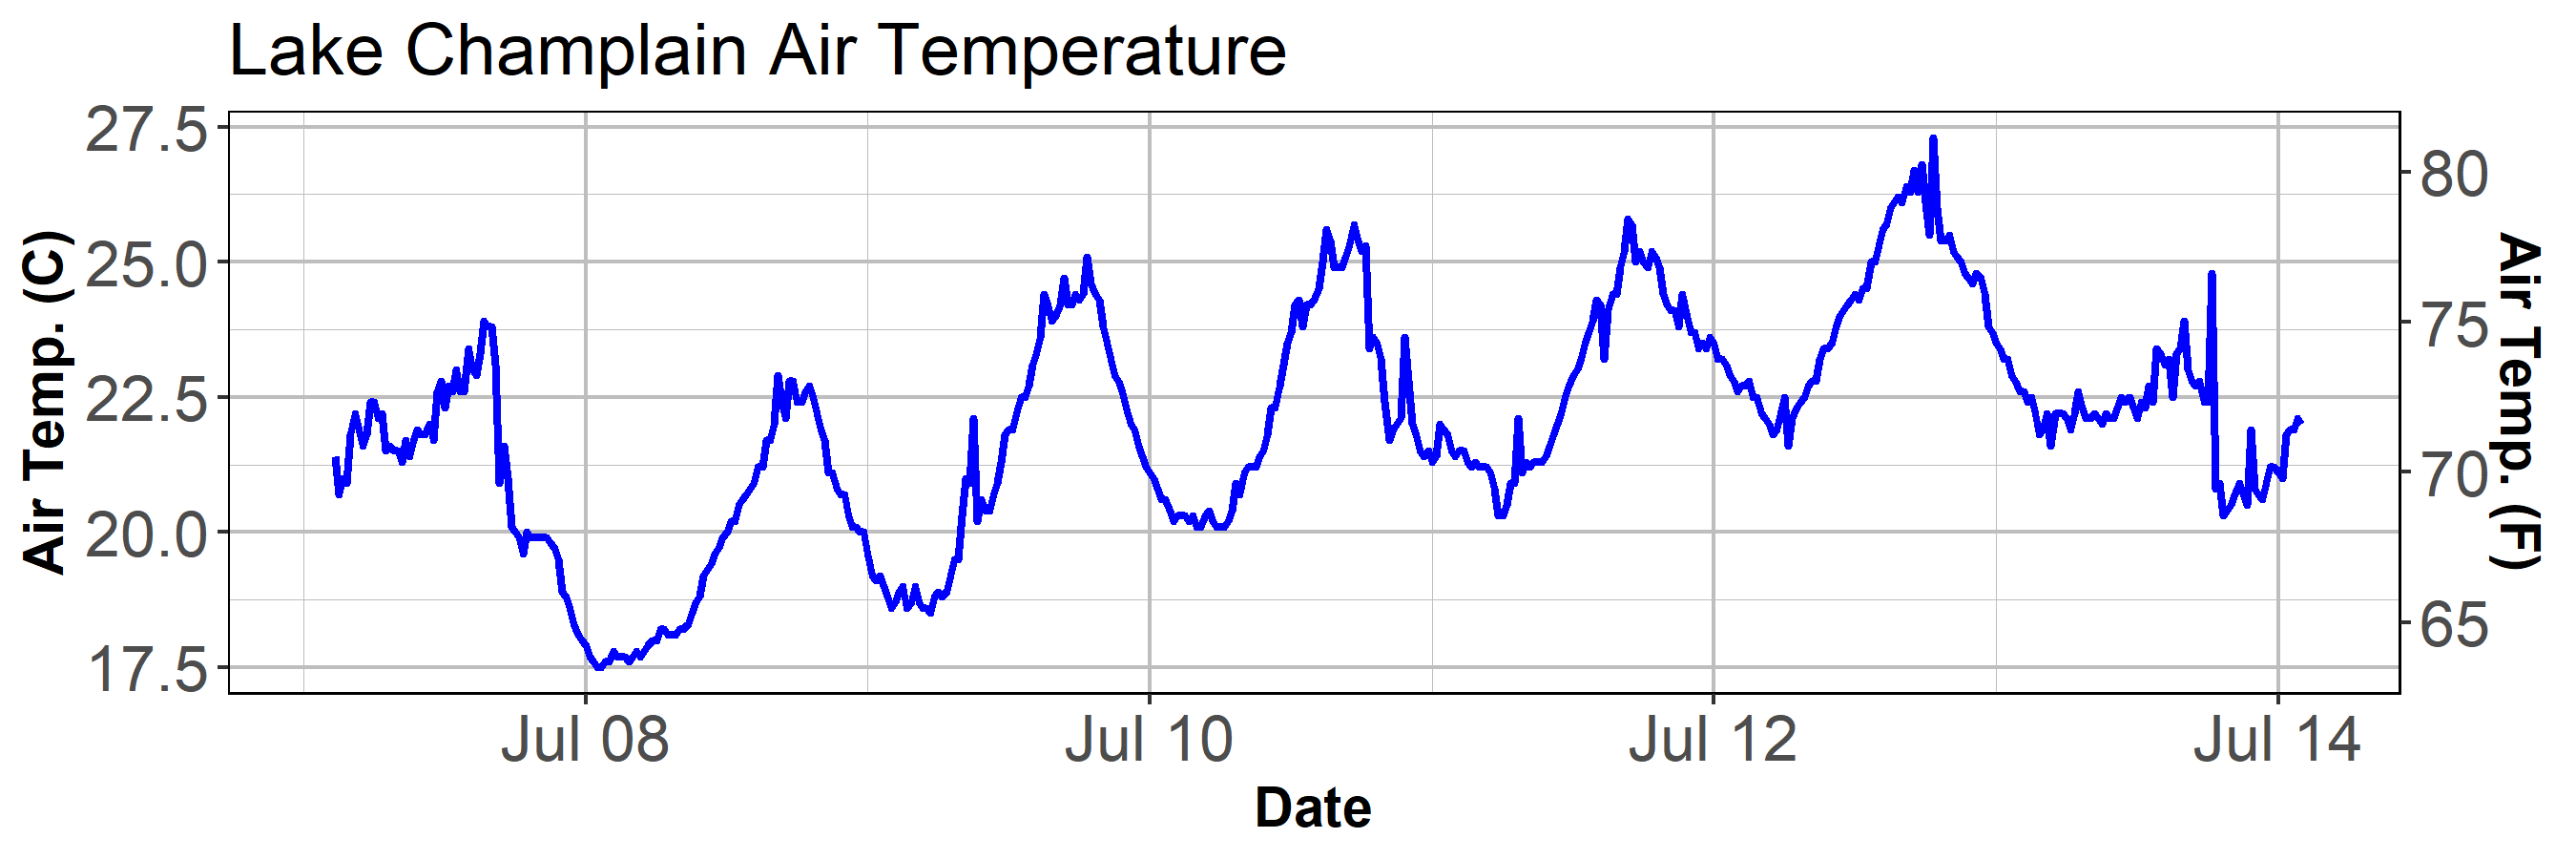 Lake Champlain Air Temperature
27.5
25.0
22.5
20.0
17.5
Air Temp. (C)
80
75
70
65
Air Temp. (F)
Jul 08 Jul 10 Jul 12 Jul 14
Date